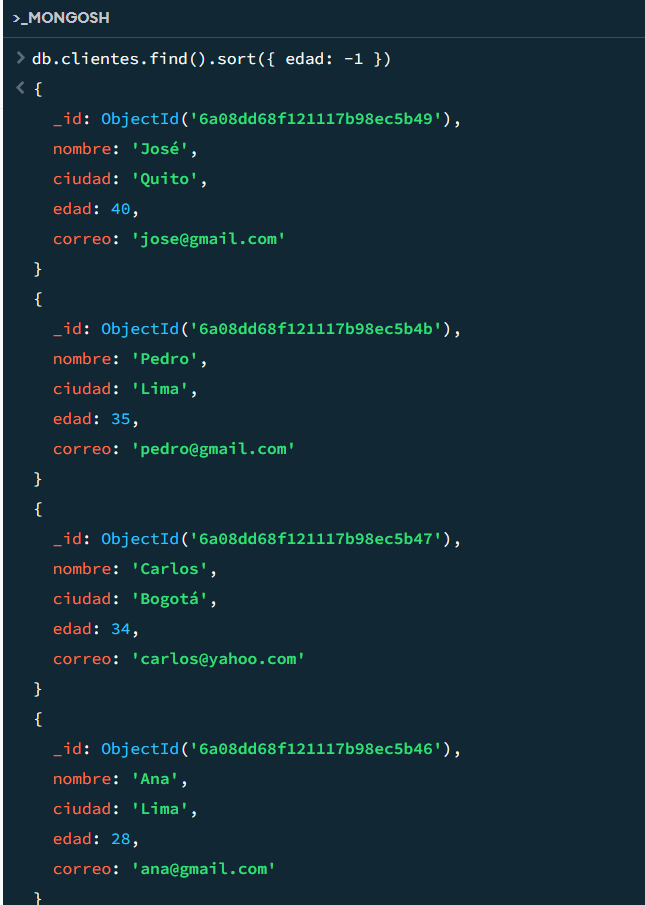 >_MONGOSH
> db.clientes.find().sort({ edad: -1 })
< {
_id: ObjectId('6a08dd68f121117b98ec5b49'),
nombre: 'José',
ciudad: 'Quito',
edad: 40,
correo: 'jose@gmail.com'
}
{
_id: ObjectId('6a08dd68f121117b98ec5b4b'),
nombre: 'Pedro',
ciudad: 'Lima',
edad: 35,
correo: 'pedro@gmail.com'
}
{
_id: ObjectId('6a08dd68f121117b98ec5b47'),
nombre: 'Carlos',
ciudad: 'Bogotá',
edad: 34,
correo: 'carlos@yahoo.com'
}
{
_id: ObjectId('6a08dd68f121117b98ec5b46'),
nombre: 'Ana',
ciudad: 'Lima',
edad: 28,
correo: 'ana@gmail.com'
}